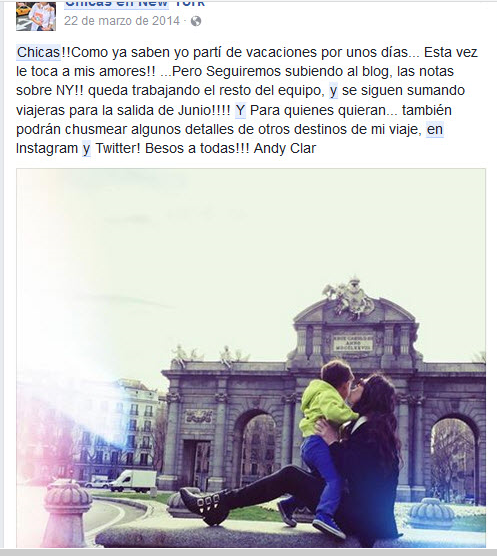 Chicas en New York
22 de marzo de 2014 ·
Chicas!!Como ya saben yo partí de vacaciones por unos días... Esta vez
le toca a mis amores!! ...Pero Seguiremos subiendo al blog, las notas
sobre NY!! queda trabajando el resto del equipo, y se siguen sumando
viajeras para la salida de Junio!!!! Y Para quienes quieran... también
podrán chusmear algunos detalles de otros destinos de mi viaje, en
Instagram y Twitter! Besos a todas!!! Andy Clar